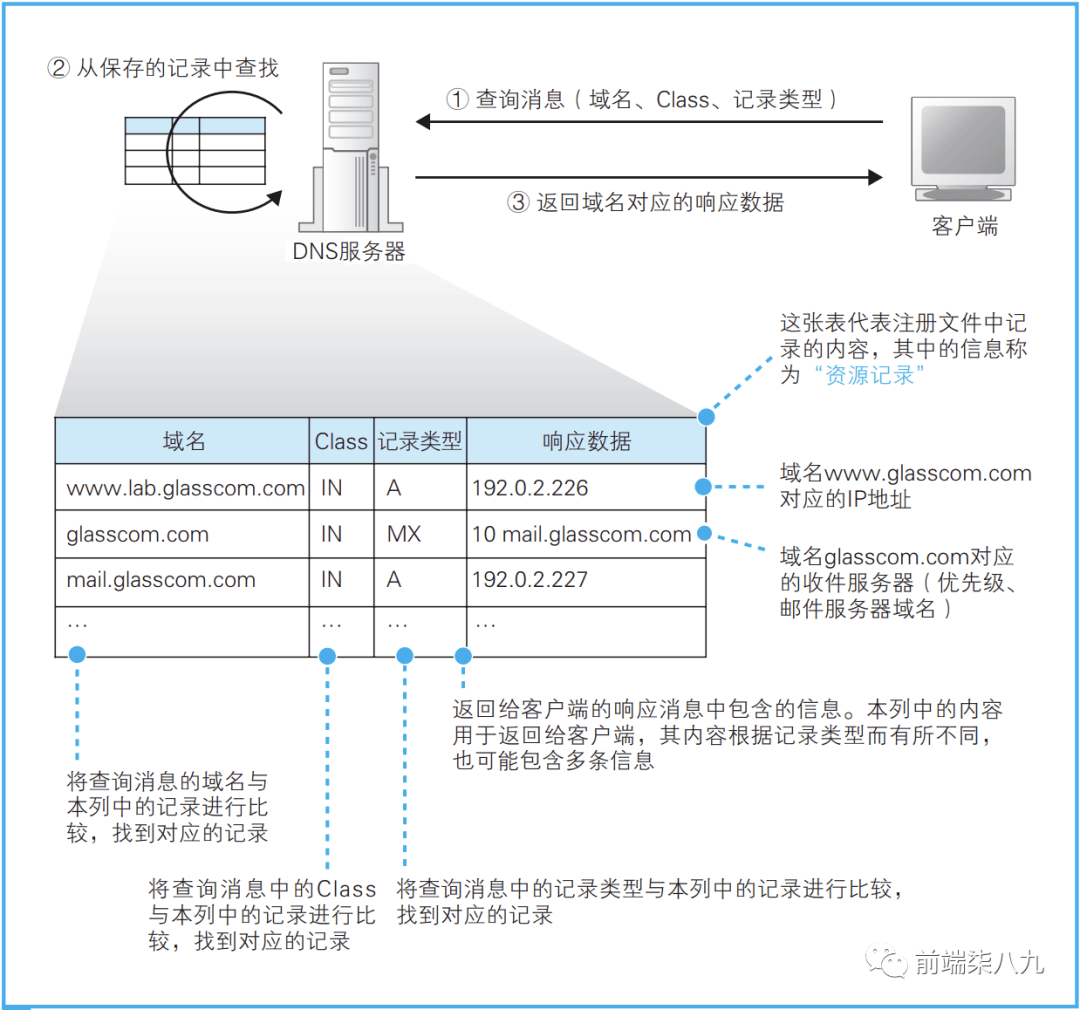 ② 从保存的记录中查找
① 查询消息（域名、Class、记录类型）
③ 返回域名对应的响应数据
客户端
DNS服务器
这张表代表注册文件中记
录的内容，其中的信息称
为“资源记录”
域名 Class 记录类型 响应数据
www.lab.glasscom.com IN A 192.0.2.226
glasscom.com IN MX 10 mail.glasscom.com
mail.glasscom.com IN A 192.0.2.227
… … … …
域名www.glasscom.com
对应的IP地址
域名glasscom.com对应
的收件服务器（优先级、
邮件服务器域名）
返回给客户端的响应消息中包含的信息。本列中的内容
用于返回给客户端，其内容根据记录类型而有所不同，
也可能包含多条信息
将查询消息的域名与
本列中的记录进行比
较，找到对应的记录
将查询消息中的Class
与本列中的记录进行比
较，找到对应的记录
将查询消息中的记录类型与本列中的记录进行比较，
找到对应的记录
前端柒八九